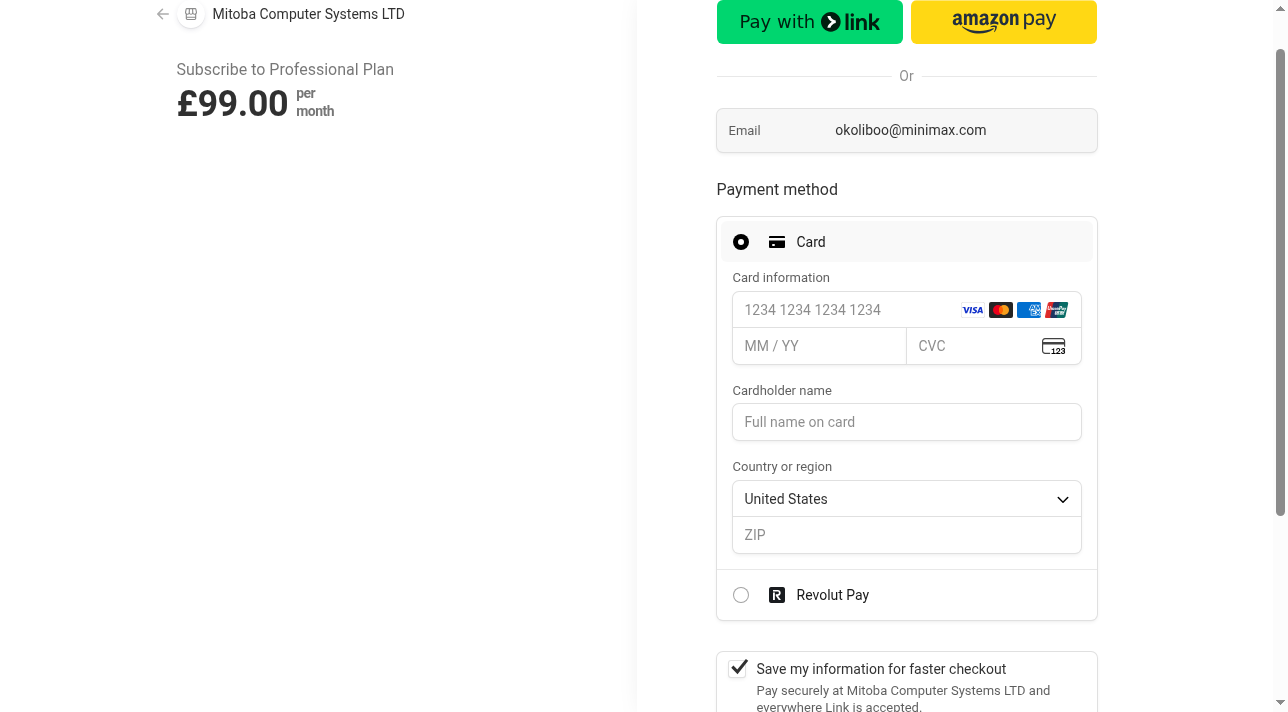 Mitoba Computer Systems LTD
Subscribe to Professional Plan
£99.00 per month
Pay with link
amazon pay
Or
Email okoliboo@minimax.com
Payment method
Card
Card information
1234 1234 1234 1234 VISA AMEX UnionPay
MM / YY CVC 123
Cardholder name
Full name on card
Country or region
United States
ZIP
R Revolut Pay
Save my information for faster checkout
Pay securely at Mitoba Computer Systems LTD and
everywhere Link is accepted.